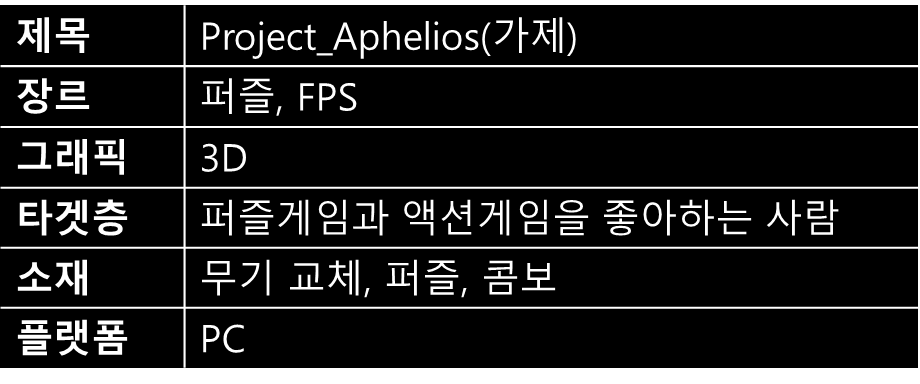 제목 Project_Aphelios(가제)
장르 퍼즐, FPS
그래픽 3D
타겟층 퍼즐게임과 액션게임을 좋아하는 사람
소재 무기 교체, 퍼즐, 콤보
플랫폼 PC